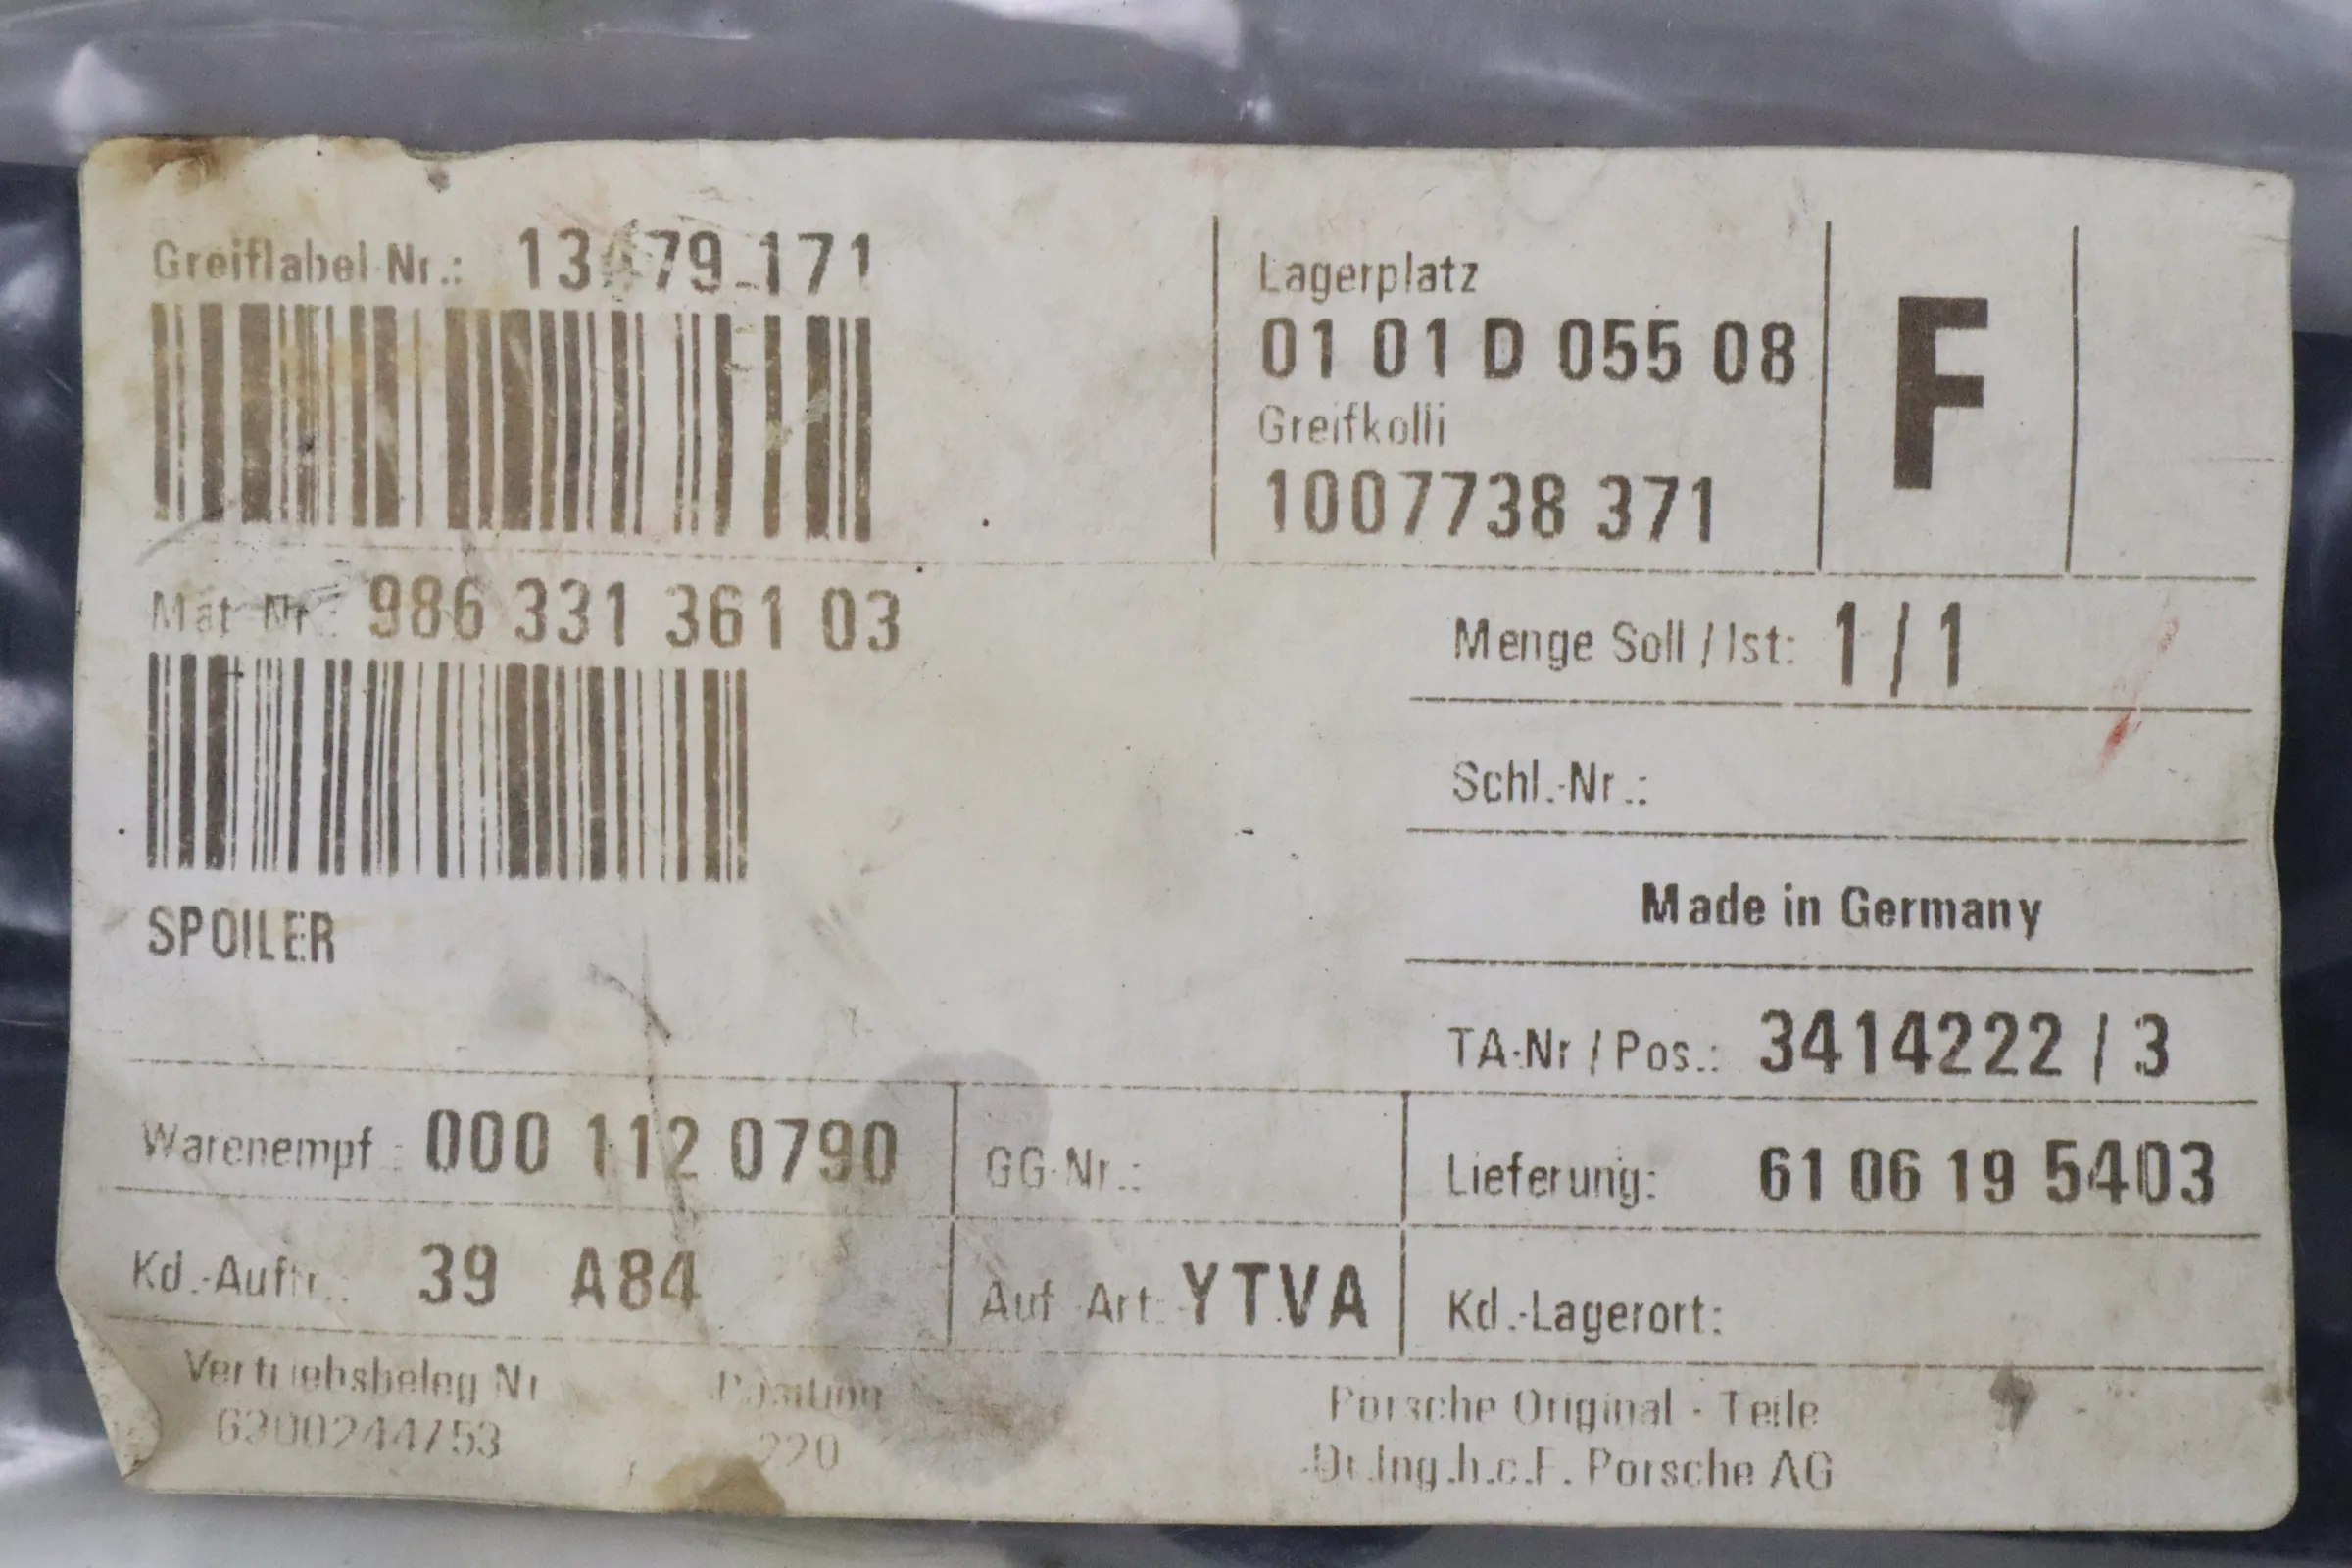 Greiflabel-Nr.:
Lagerplatz
01 01 D 055 08
F
Greifkolli
1007738 371
Mat-Nr.: 986 331 361 03
Menge Soll / Ist: 1 / 1
Schl.-Nr.:
SPOILER
Made in Germany
TA-Nr / Pos.: 3414222 / 3
Warenempf.: 000 112 0790
GG-Nr.:
Lieferung: 61 06 19 5403
Kd.-Auftr.: 39 A84
Auf.-Art: YTVA
Kd.-Lagerort:
Vertriebsbeleg Nr
Position
220
Porsche Original - Teile
Dr.Ing.h.c.F. Porsche AG